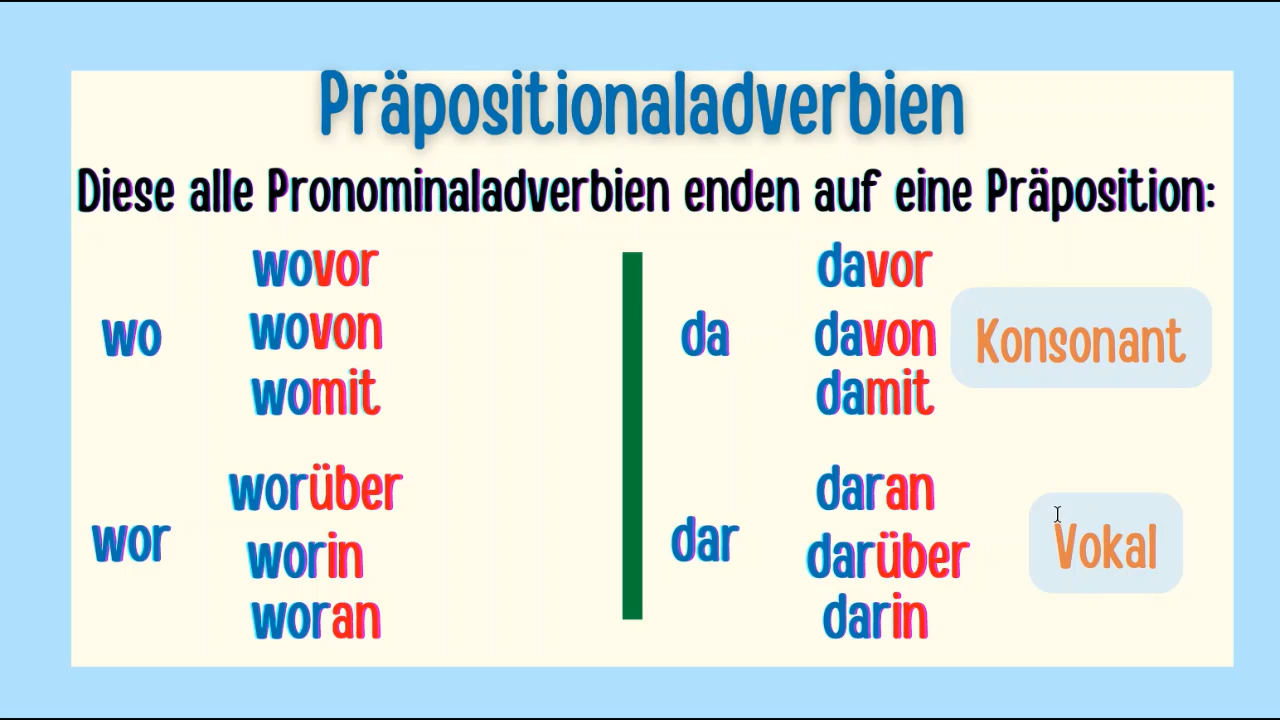 Präpositionaladverbien
Diese alle Pronominaladverbien enden auf eine Präposition:
wo
wovor
wovon
womit
da
davor
davon
damit
Konsonant
wor
worüber
worin
woran
dar
daran
darüber
darin
Vokal